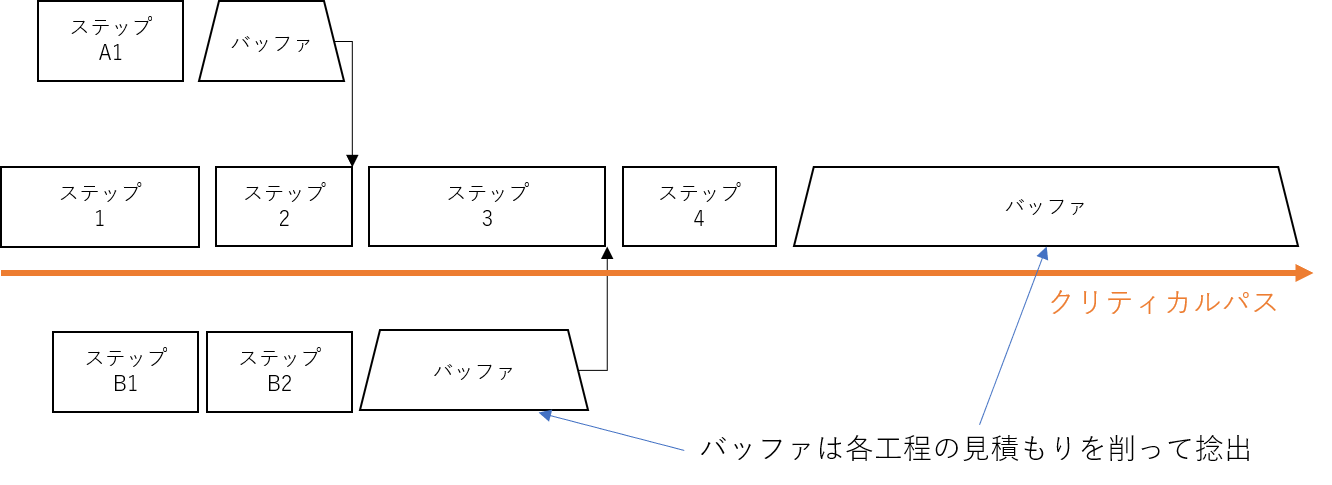 ステップ
A1
バッファ
ステップ
1
ステップ
2
ステップ
3
ステップ
4
バッファ
クリティカルパス
ステップ
B1
ステップ
B2
バッファ
バッファは各工程の見積もりを削って捻出